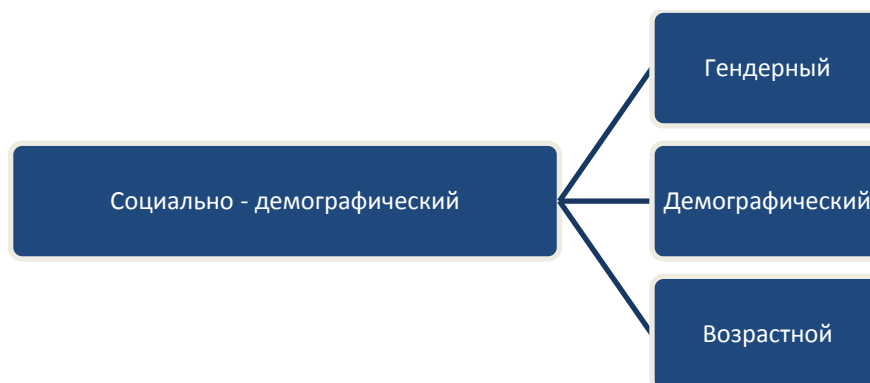 Гендерный
Социально - демографический
Демографический
Возрастной